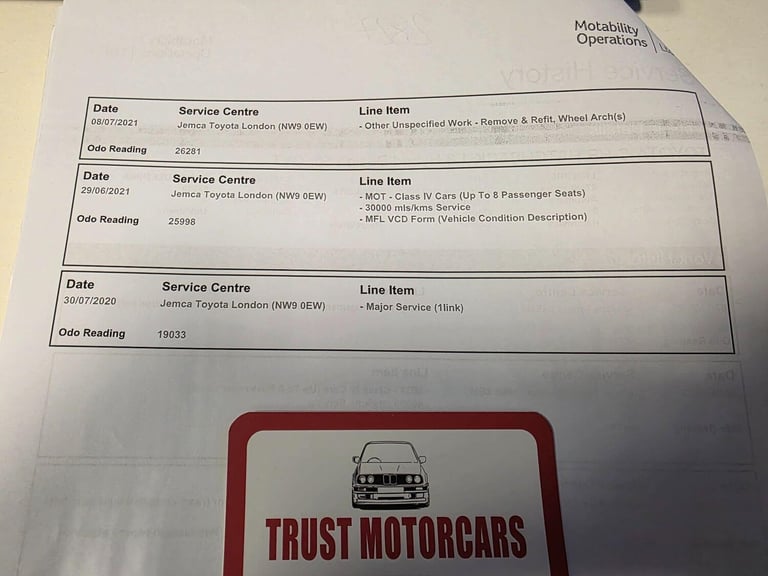 Motability
Operations
Date Service Centre Line Item
08/07/2021 Jemca Toyota London (NW9 0EW) - Other Unspecified Work - Remove & Refit, Wheel Arch(s)
Odo Reading 26281
Date Service Centre Line Item
29/06/2021 Jemca Toyota London (NW9 0EW) - MOT - Class IV Cars (Up To 8 Passenger Seats)
- 30000 mls/kms Service
Odo Reading 25998 - MFL VCD Form (Vehicle Condition Description)
Date Service Centre Line Item
30/07/2020 Jemca Toyota London (NW9 0EW) - Major Service (1link)
Odo Reading 19033
TRUST MOTORCARS